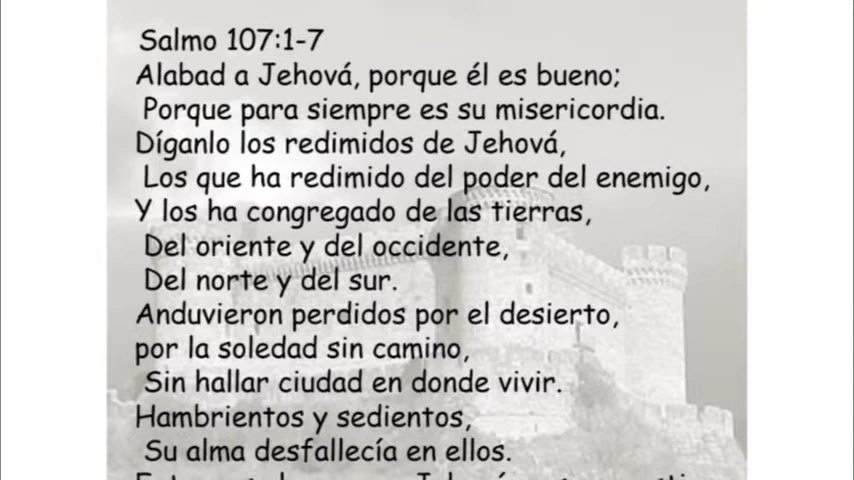 Salmo 107:1-7
Alabad a Jehová, porque él es bueno;
Porque para siempre es su misericordia.
Díganlo los redimidos de Jehová,
Los que ha redimido del poder del enemigo,
Y los ha congregado de las tierras,
Del oriente y del occidente,
Del norte y del sur.
Anduvieron perdidos por el desierto,
por la soledad sin camino,
Sin hallar ciudad en donde vivir.
Hambrientos y sedientos,
Su alma desfallecía en ellos.